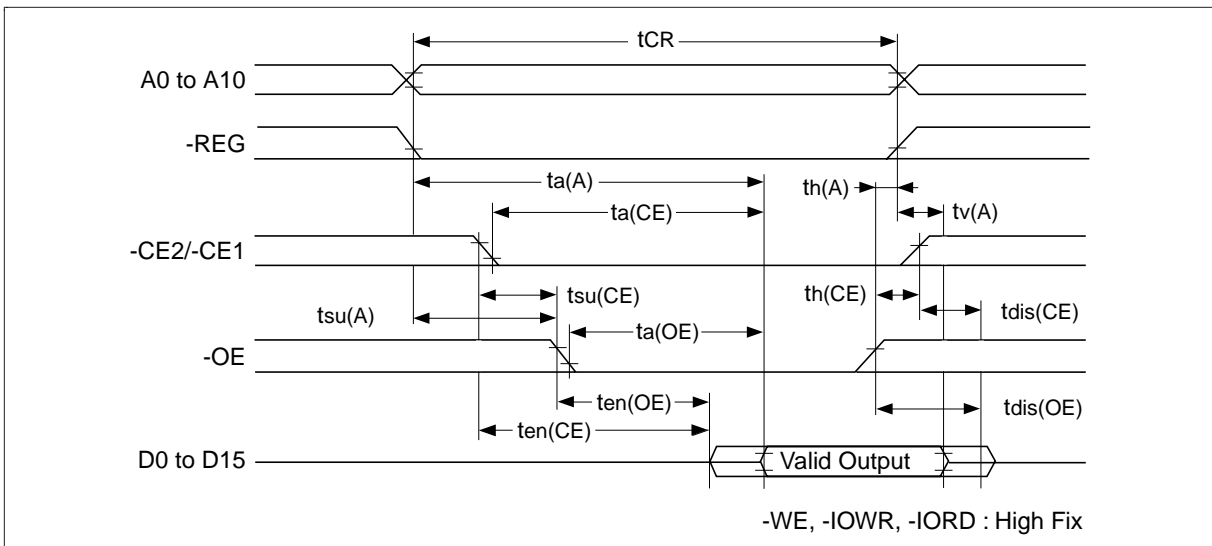 tCR
A0 to A10
-REG
ta(A)
th(A)
ta(CE)
tv(A)
-CE2/-CE1
tsu(CE)
th(CE)
tsu(A)
ta(OE)
tdis(CE)
-OE
ten(OE)
tdis(OE)
ten(CE)
D0 to D15
Valid Output
-WE, -IOWR, -IORD : High Fix